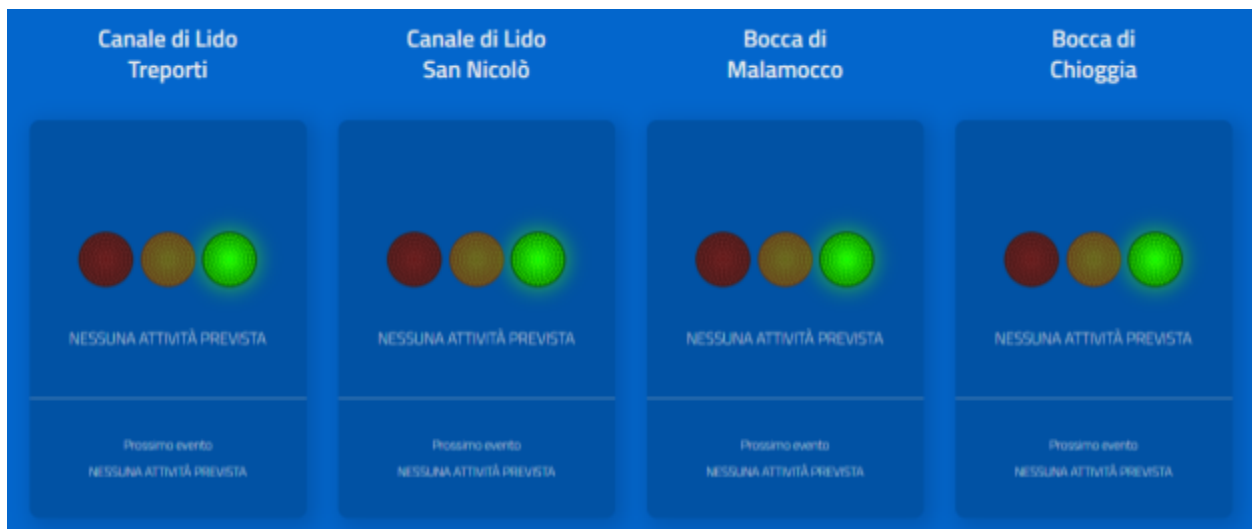 Canale di Lido
Treporti
Canale di Lido
San Nicolò
Bocca di
Malamocco
Bocca di
Chioggia
NESSUNA ATTIVITÀ PREVISTA
NESSUNA ATTIVITÀ PREVISTA
NESSUNA ATTIVITÀ PREVISTA
NESSUNA ATTIVITÀ PREVISTA
Prossimo evento
NESSUNA ATTIVITÀ PREVISTA
Prossimo evento
NESSUNA ATTIVITÀ PREVISTA
Prossimo evento
NESSUNA ATTIVITÀ PREVISTA
Prossimo evento
NESSUNA ATTIVITÀ PREVISTA